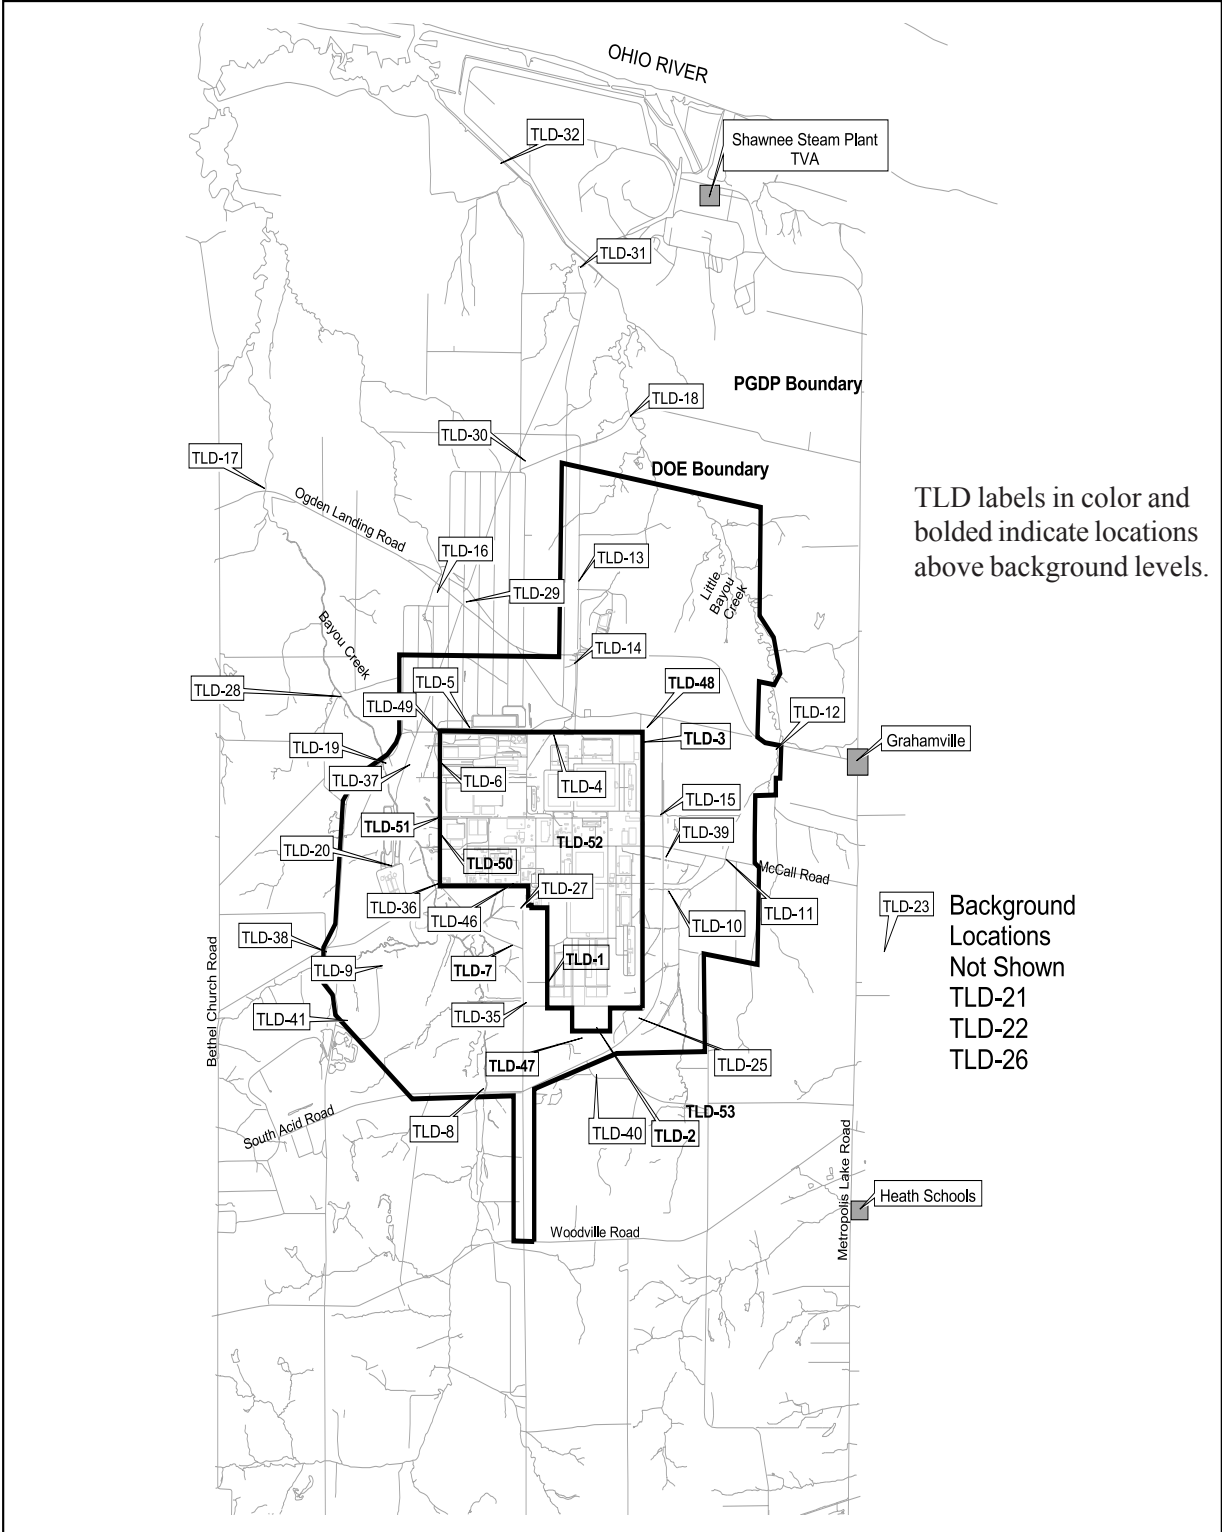 OHIO RIVER
TLD-32
Shawnee Steam Plant
TVA
TLD-31
PGDP Boundary
TLD-18
TLD-30
TLD-17
DOE Boundary
Ogden Landing Road
TLD labels in color and
bolded indicate locations
above background levels.
TLD-16
TLD-13
TLD-29
Little
Bayou
Creek
Bayou Creek
TLD-14
TLD-28
TLD-5
TLD-48
TLD-49
TLD-12
TLD-19
TLD-3
Grahamville
TLD-37
TLD-6
TLD-4
TLD-15
TLD-51
TLD-39
TLD-52
TLD-20
TLD-50
McCall Road
TLD-27
TLD-36
TLD-46
TLD-10
TLD-11
TLD-23
Background
Locations
Not Shown
TLD-21
TLD-22
TLD-26
TLD-38
TLD-9
TLD-7
TLD-1
Bethel Church Road
TLD-41
TLD-35
TLD-47
TLD-25
South Acid Road
TLD-8
TLD-40
TLD-53
TLD-2
Metropolis Lake Road
Heath Schools
Woodville Road